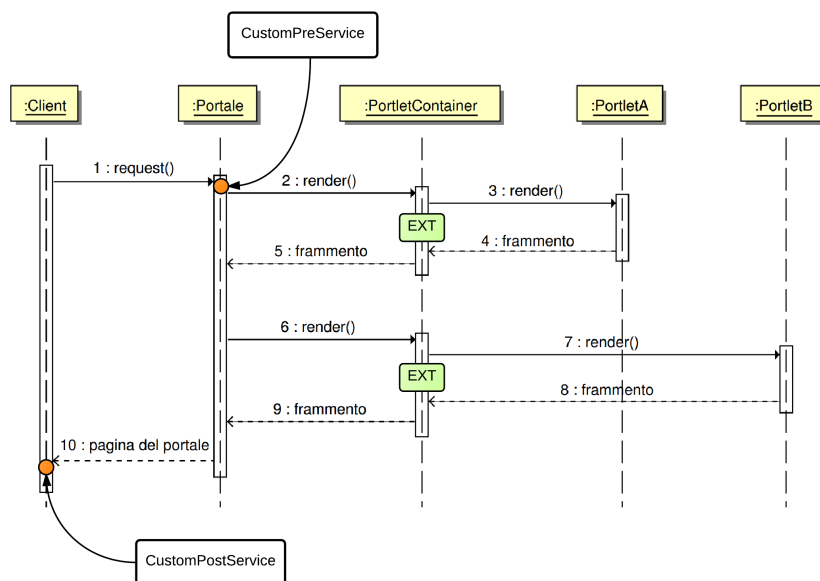 CustomPreService
:Client
:Portale
:PortletContainer
:PortletA
:PortletB
1 : request()
2 : render()
3 : render()
EXT
4 : frammento
5 : frammento
6 : render()
7 : render()
EXT
8 : frammento
9 : frammento
10 : pagina del portale
CustomPostService